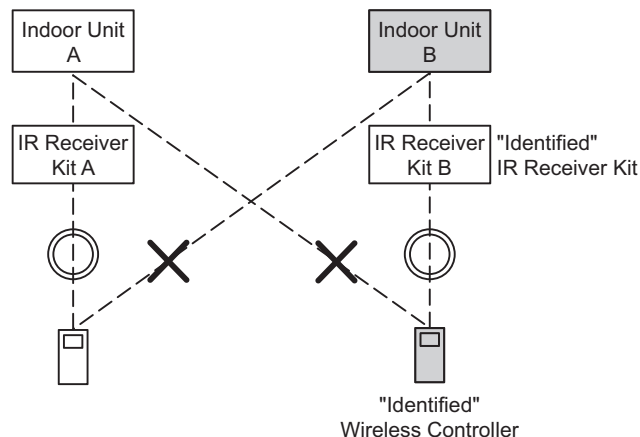 Indoor Unit
A
Indoor Unit
B
IR Receiver
Kit A
IR Receiver
Kit B
"Identified"
IR Receiver Kit
"Identified"
Wireless Controller